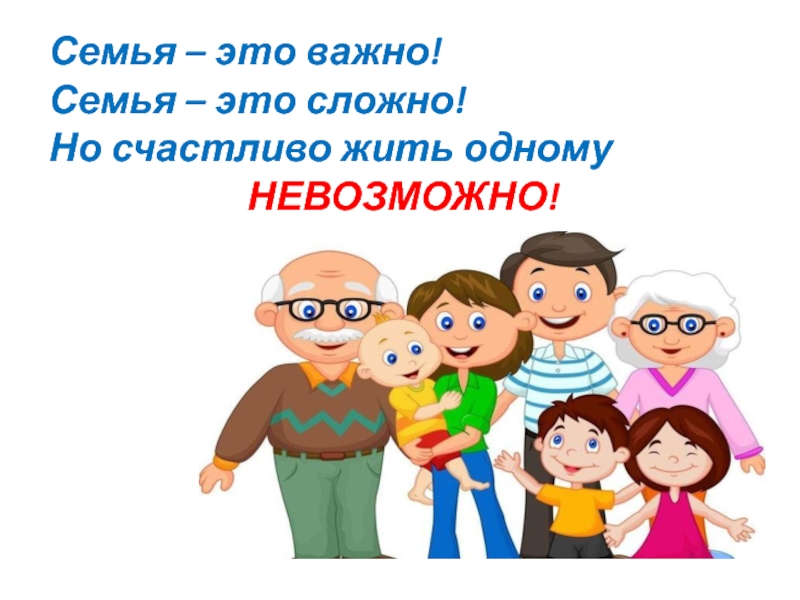 Семья – это важно!
Семья – это сложно!
Но счастливо жить одному
НЕВОЗМОЖНО!